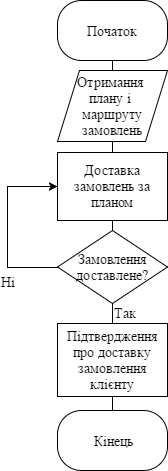 Початок
Отримання
плану і
маршруту
замовлень
Доставка
замовлень за
планом
Замовлення
доставлене?
Ні
Так
Підтвердження
про доставку
замовлення
клієнту
Кінець